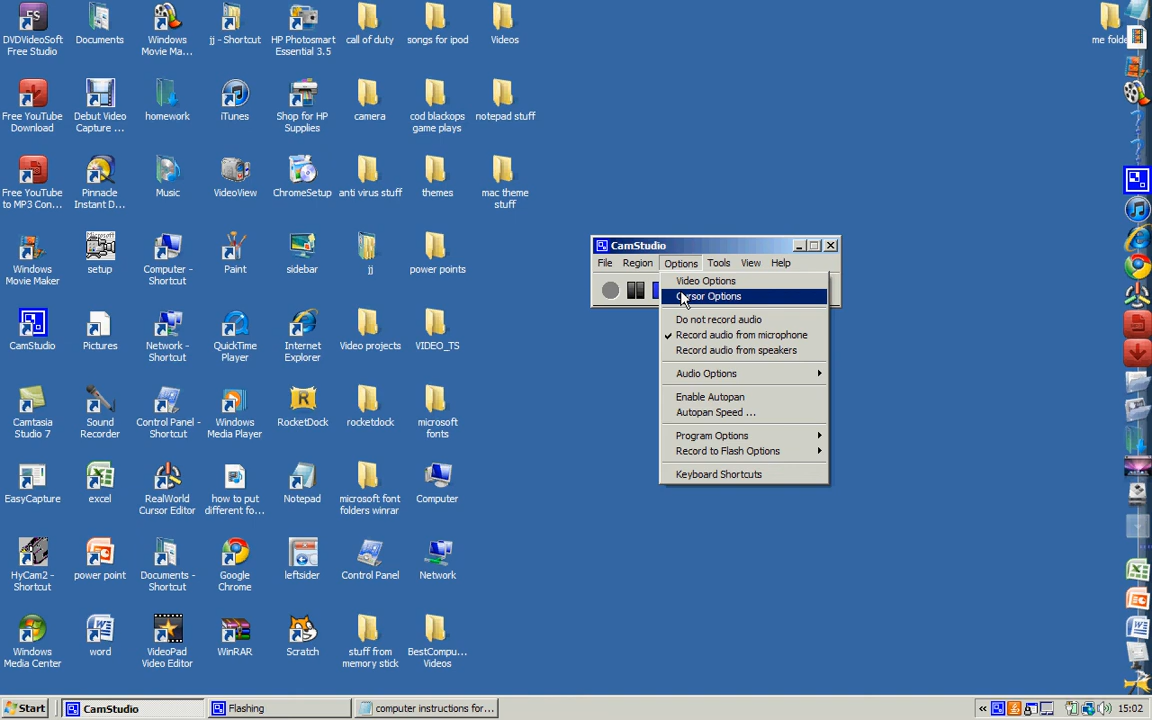 DVDVideoSoft
Free Studio
Documents
Windows
Movie Ma...
jj - Shortcut
HP Photosmart
Essential 3.5
call of duty
songs for ipod
Videos
me folde
Free YouTube
Download
Debut Video
Capture ...
homework
iTunes
Shop for HP
Supplies
camera
cod blackops
game plays
notepad stuff
Free YouTube
to MP3 Con...
Pinnacle
Instant D...
Music
VideoView
ChromeSetup
anti virus stuff
themes
mac theme
stuff
Windows
Movie Maker
Microsoft
setup
Computer -
Shortcut
Paint
sidebar
jj
power points
CamStudio
Pictures
Network -
Shortcut
QuickTime
Player
Internet
Explorer
Video projects
VIDEO_TS
Camtasia
Studio 7
Sound
Recorder
Control Panel -
Shortcut
Windows
Media Player
RocketDock
rocketdock
microsoft
fonts
EasyCapture
excel
RealWorld
Cursor Editor
how to put
different fo...
Notepad
microsoft font
folders winrar
Computer
HyCam2 -
Shortcut
power point
Documents -
Shortcut
Google
Chrome
leftsider
Control Panel
Network
Windows
Media Center
word
VideoPad
Video Editor
WinRAR
Scratch
stuff from
memory stick
BestCompu...
Videos
CamStudio
File Region Options Tools View Help
Video Options
Cursor Options
Do not record audio
Record audio from microphone
Record audio from speakers
Audio Options
Enable Autopan
Autopan Speed ...
Program Options
Record to Flash Options
Keyboard Shortcuts
Start CamStudio Flashing computer instructions for... « 15:02